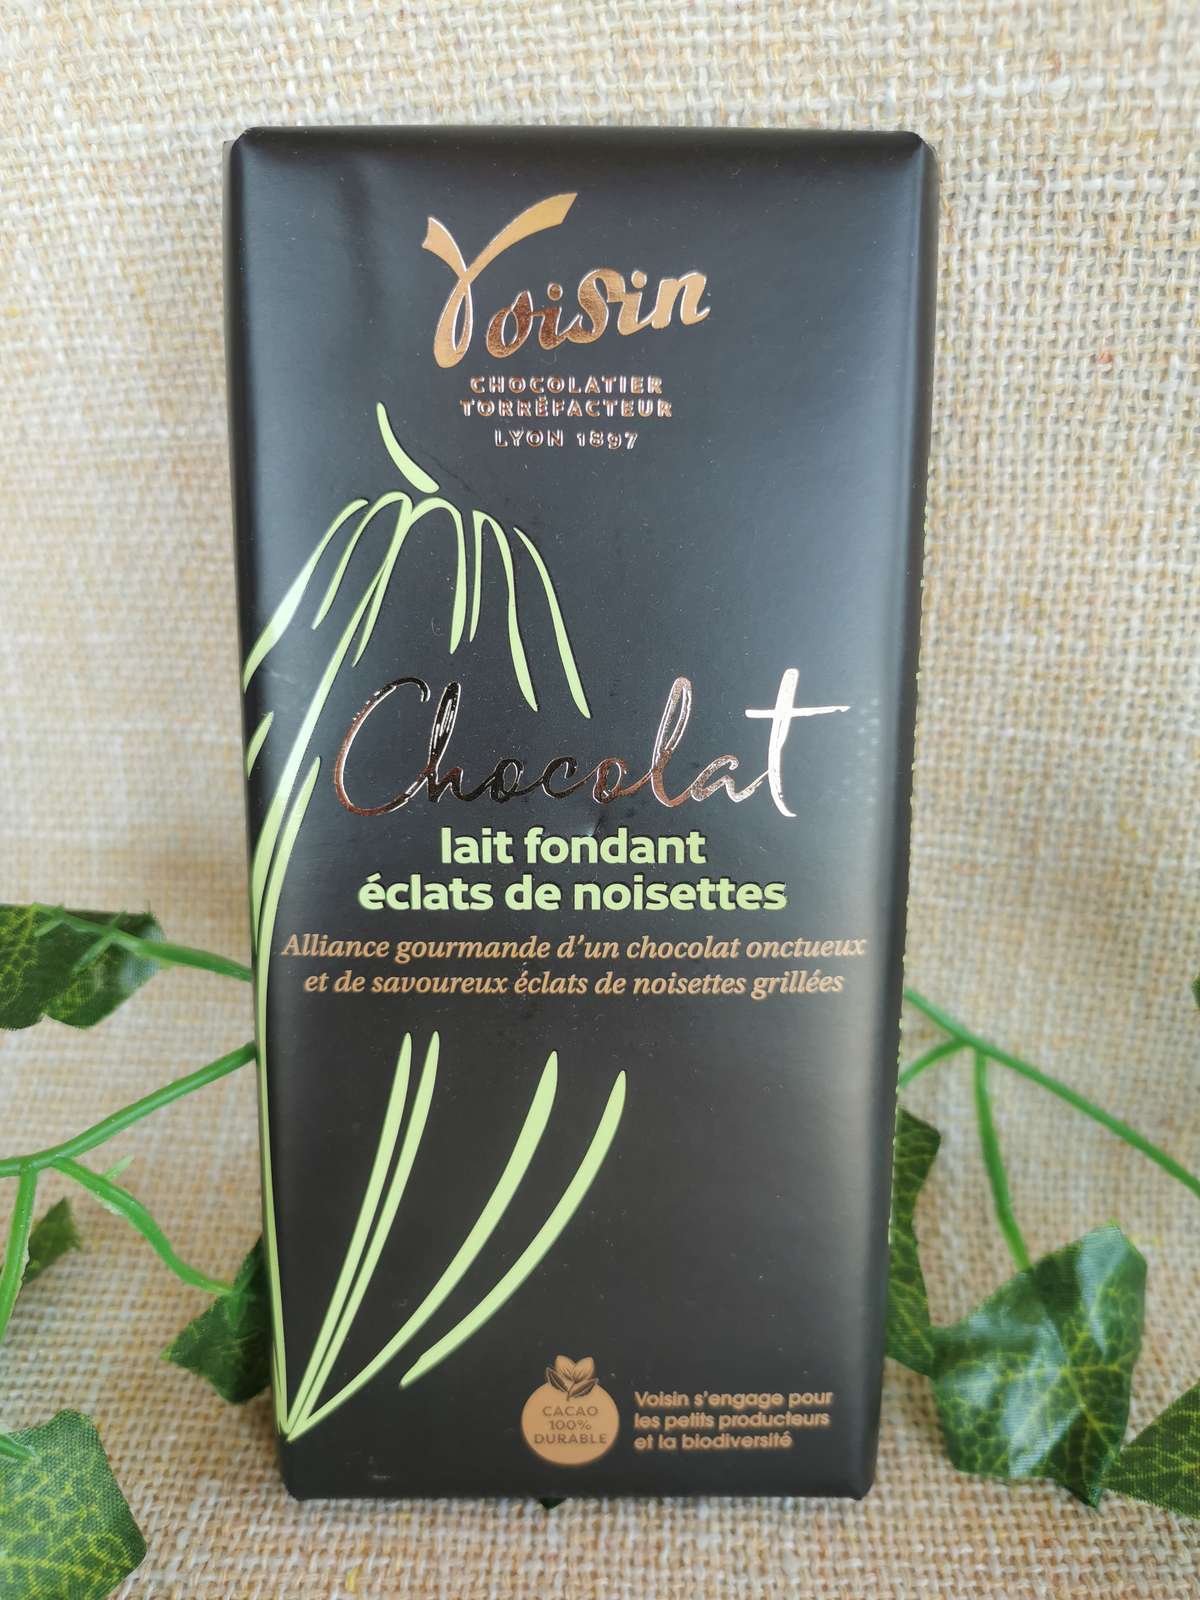 Voisin
CHOCOLATIER
TORRÉFACTEUR
LYON 1897
Chocolat
lait fondant
éclats de noisettes
Alliance gourmande d'un chocolat onctueux
et de savoureux éclats de noisettes grillées
CACAO
100%
DURABLE
Voisin s'engage pour
les petits producteurs
et la biodiversité